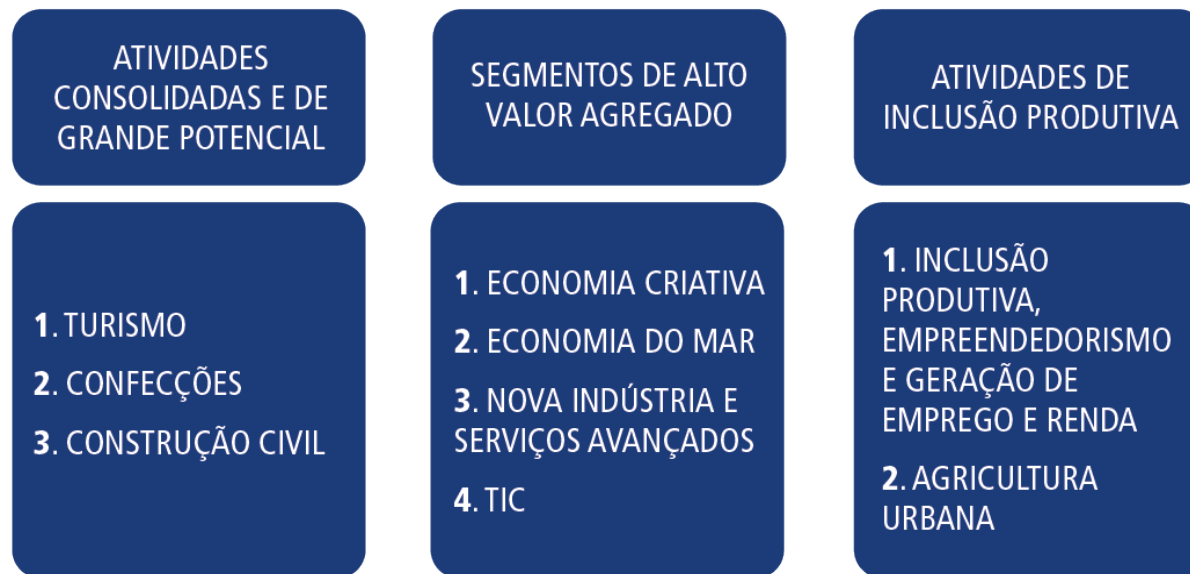 ATIVIDADES
CONSOLIDADAS E DE
GRANDE POTENCIAL
1. TURISMO
2. CONFECÇÕES
3. CONSTRUÇÃO CIVIL
SEGMENTOS DE ALTO
VALOR AGREGADO
1. ECONOMIA CRIATIVA
2. ECONOMIA DO MAR
3. NOVA INDÚSTRIA E
SERVIÇOS AVANÇADOS
4. TIC
ATIVIDADES DE
INCLUSÃO PRODUTIVA
1. INCLUSÃO
PRODUTIVA,
EMPREENDEDORISMO
E GERAÇÃO DE
EMPREGO E RENDA
2. AGRICULTURA
URBANA